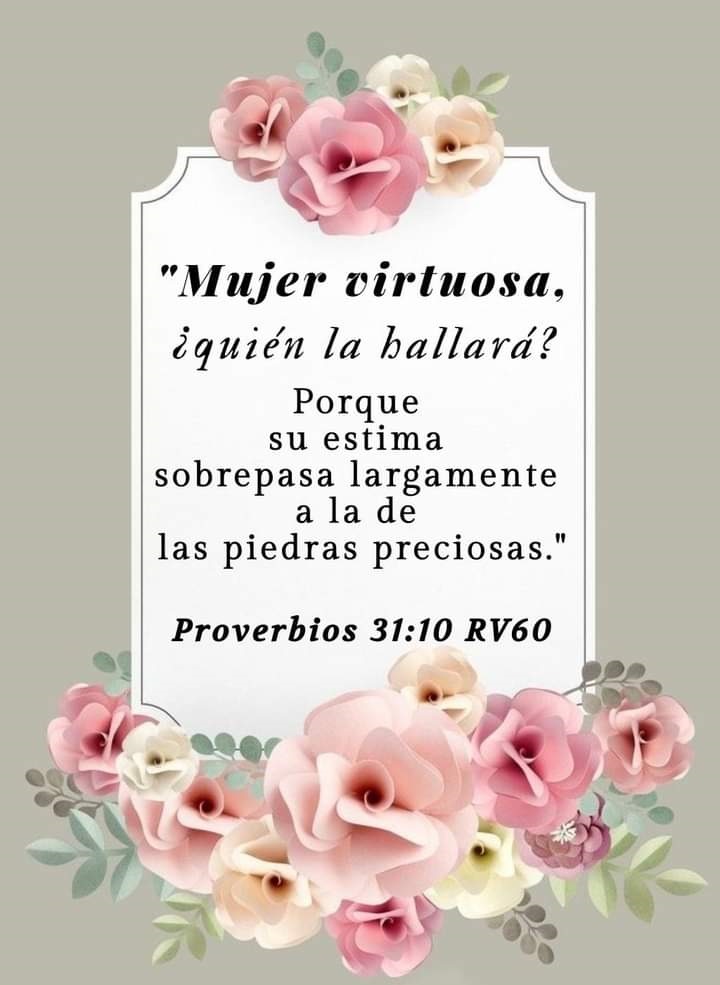 "Mujer virtuosa,
¿quién la hallará?
Porque
su estima
sobrepasa largamente
a la de
las piedras preciosas."
Proverbios 31:10 RV60